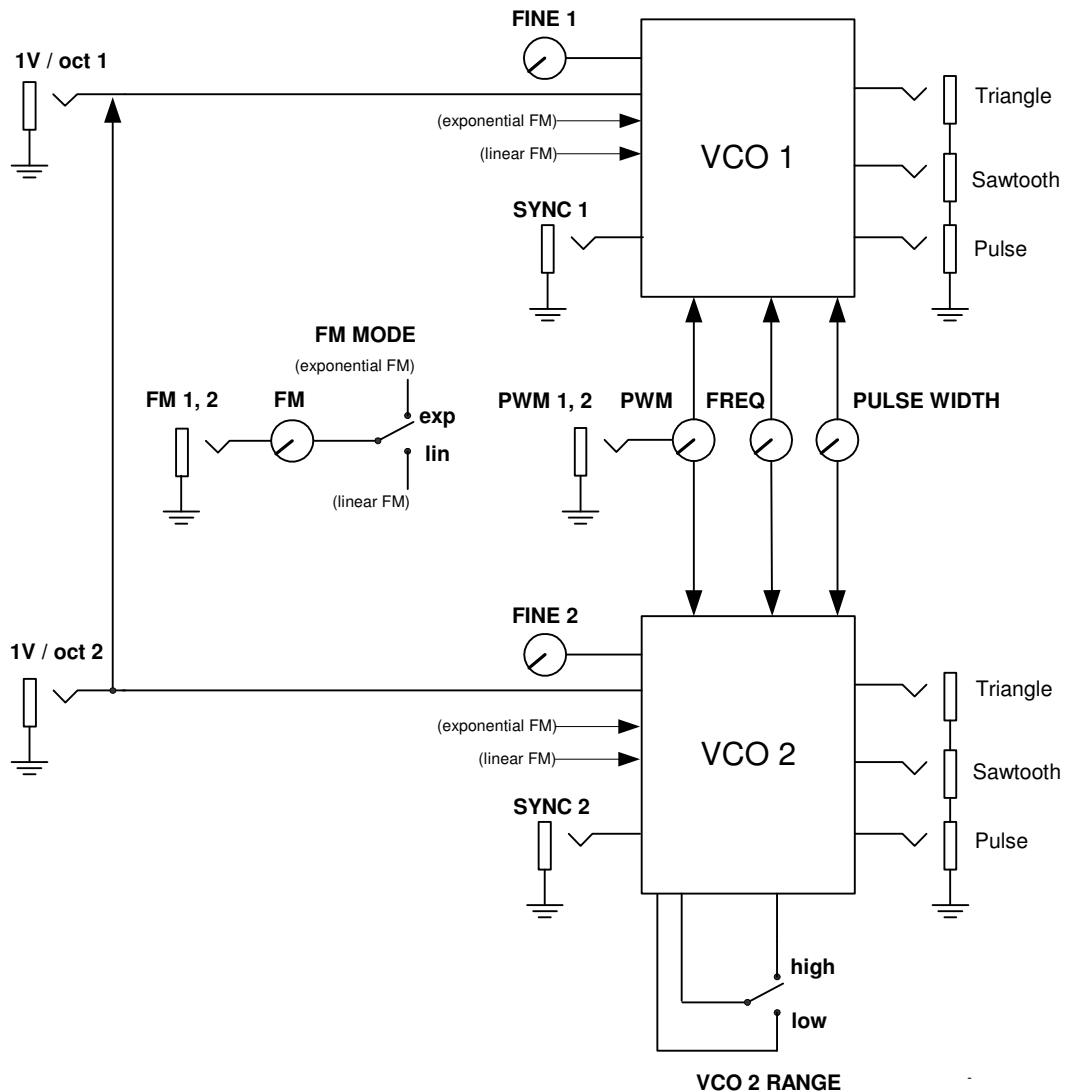 FINE 1
1V / oct 1
(exponential FM)
(linear FM)
VCO 1
Triangle
Sawtooth
Pulse
SYNC 1
FM MODE
(exponential FM)
FM 1, 2
FM
exp
lin
(linear FM)
PWM 1, 2
PWM
FREQ
PULSE WIDTH
FINE 2
1V / oct 2
(exponential FM)
(linear FM)
VCO 2
Triangle
Sawtooth
Pulse
SYNC 2
high
low
VCO 2 RANGE